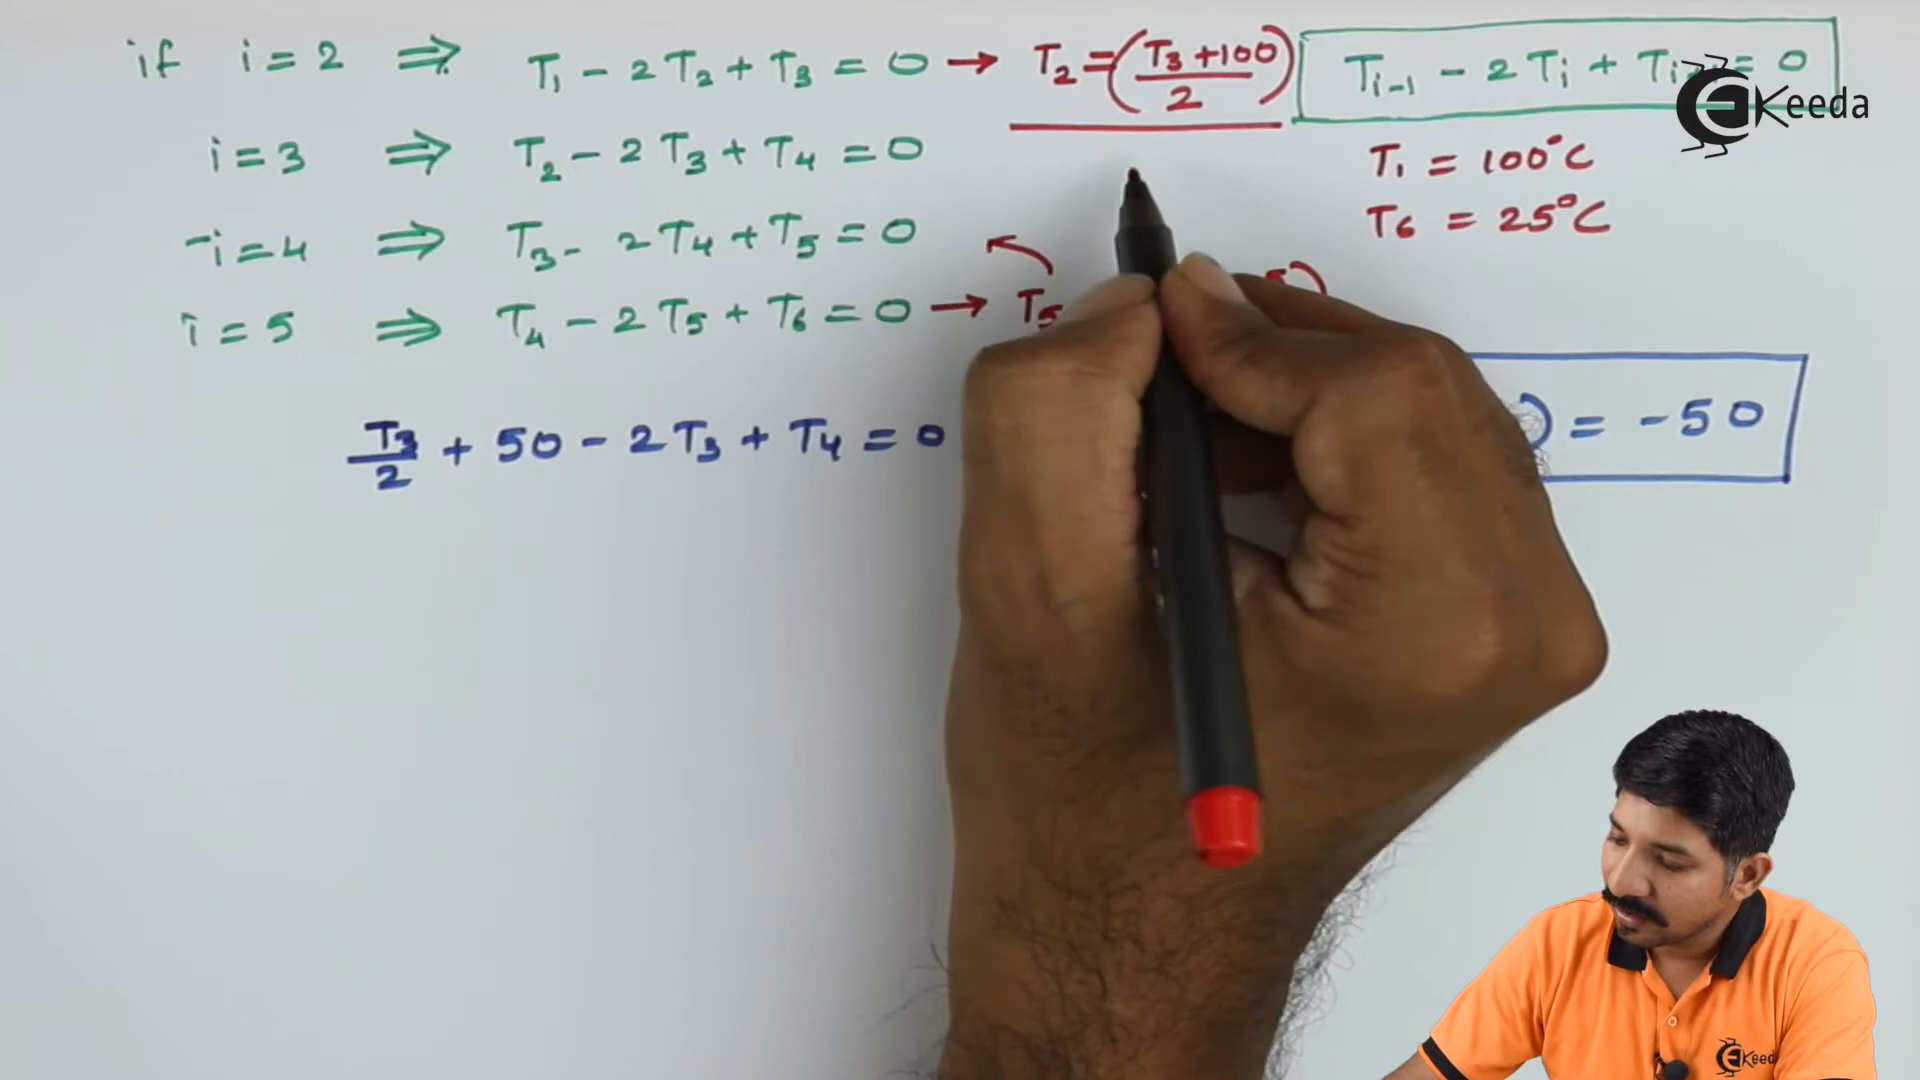 if i = 2 ⇒ T₁ - 2T₂ + T₃ = 0 → T₂ = (T₃ + 100 / 2)
Tᵢ₋₁ - 2Tᵢ + = 0
Keeda
i = 3 ⇒ T₂ - 2T₃ + T₄ = 0
T₁ = 100°C
i = 4 ⇒ T₃ - 2T₄ + T₅ = 0
T₆ = 25°C
i = 5 ⇒ T₄ - 2T₅ + T₆ = 0 → T₅
T₃/2 + 50 - 2T₃ + T₄ = 0
) = -50
Keeda